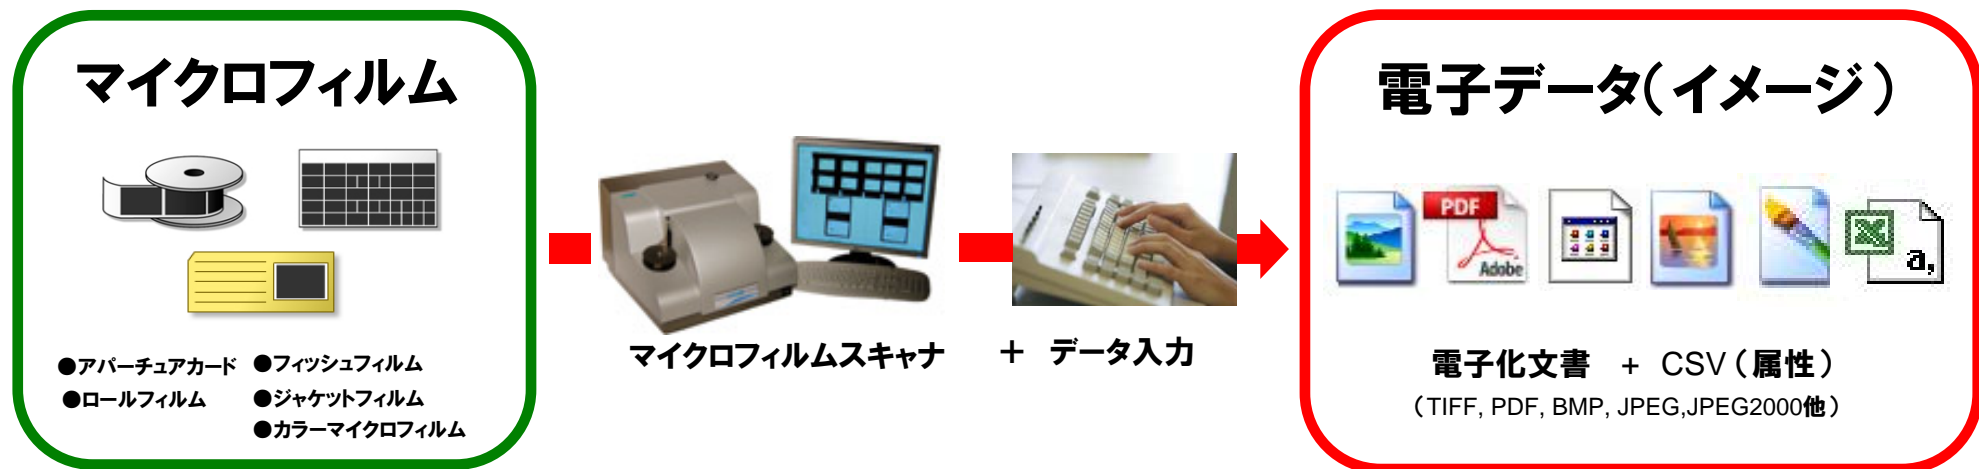 マイクロフィルム
●アパーチュアカード
●フィッシュフィルム
●ロールフィルム
●ジャケットフィルム
●カラーマイクロフィルム
マイクロフィルムスキャナ ＋ データ入力
電子データ（イメージ）
PDF
Adobe
a,
電子化文書 + CSV（属性）
（TIFF, PDF, BMP, JPEG,JPEG2000他）